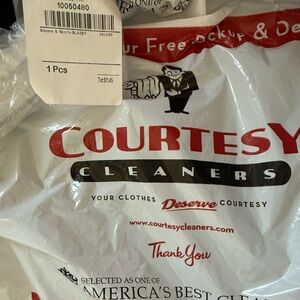 10050480
1 Pcs
ur Free Pickup & De
COURTESY
CLEANERS
YOUR CLOTHES Deserve COURTESY
www.courtesycleaners.com
Thank You
SELECTED AS ONE OF
AMERICA'S BEST CLEA